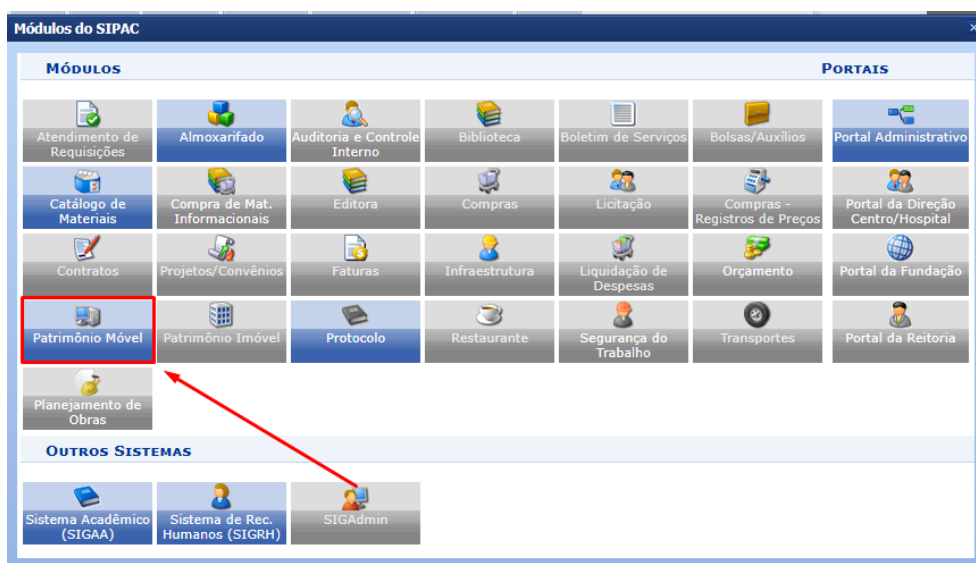 Módulos do SIPAC
MÓDULOS
PORTAIS
Atendimento de
Requisições
Almoxarifado
Auditoria e Controle
Interno
Biblioteca
Boletim de Serviços
Bolsas/Auxílios
Portal Administrativo
Catálogo de
Materiais
Compra de Mat.
Informacionais
Editora
Compras
Licitação
Compras -
Registros de Preços
Portal da Direção
Centro/Hospital
Contratos
Projetos/Convênios
Faturas
Infraestrutura
Liquidação de
Despesas
Orçamento
Portal da Fundação
Patrimônio Móvel
Patrimônio Imóvel
Protocolo
Restaurante
Segurança do
Trabalho
Transportes
Portal da Reitoria
Planejamento de
Obras
OUTROS SISTEMAS
Sistema Acadêmico
(SIGAA)
Sistema de Rec.
Humanos (SIGRH)
SIGAdmin